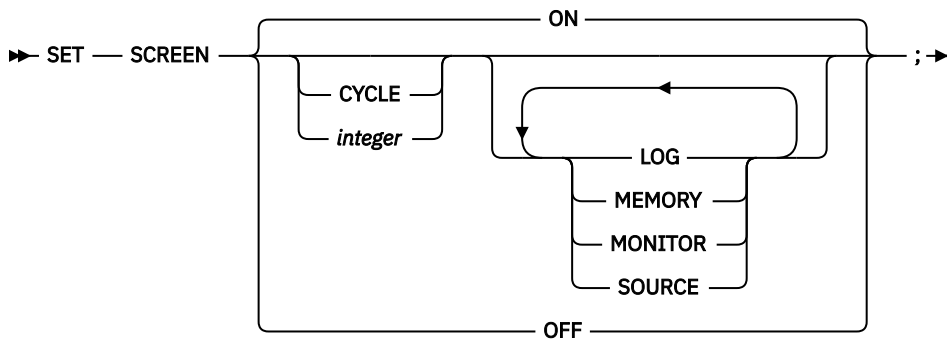 ON
SET SCREEN ;
CYCLE
integer
LOG
MEMORY
MONITOR
SOURCE
OFF